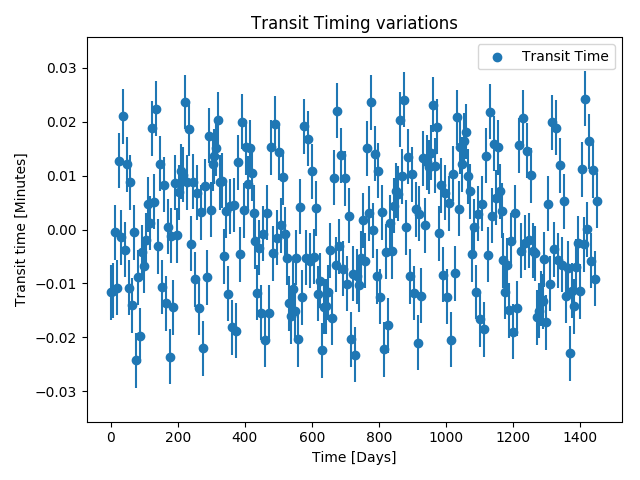 Transit Timing variations
Transit Time
0.03
0.02
0.01
0.00
−0.01
−0.02
−0.03
Transit time [Minutes]
0 200 400 600 800 1000 1200 1400
Time [Days]